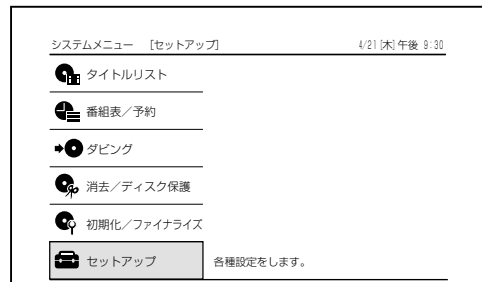 システムメニュー [セットアップ] 4/21[木]午後 9:30
タイトルリスト
番組表／予約
ダビング
消去／ディスク保護
初期化／ファイナライズ
セットアップ 各種設定をします。